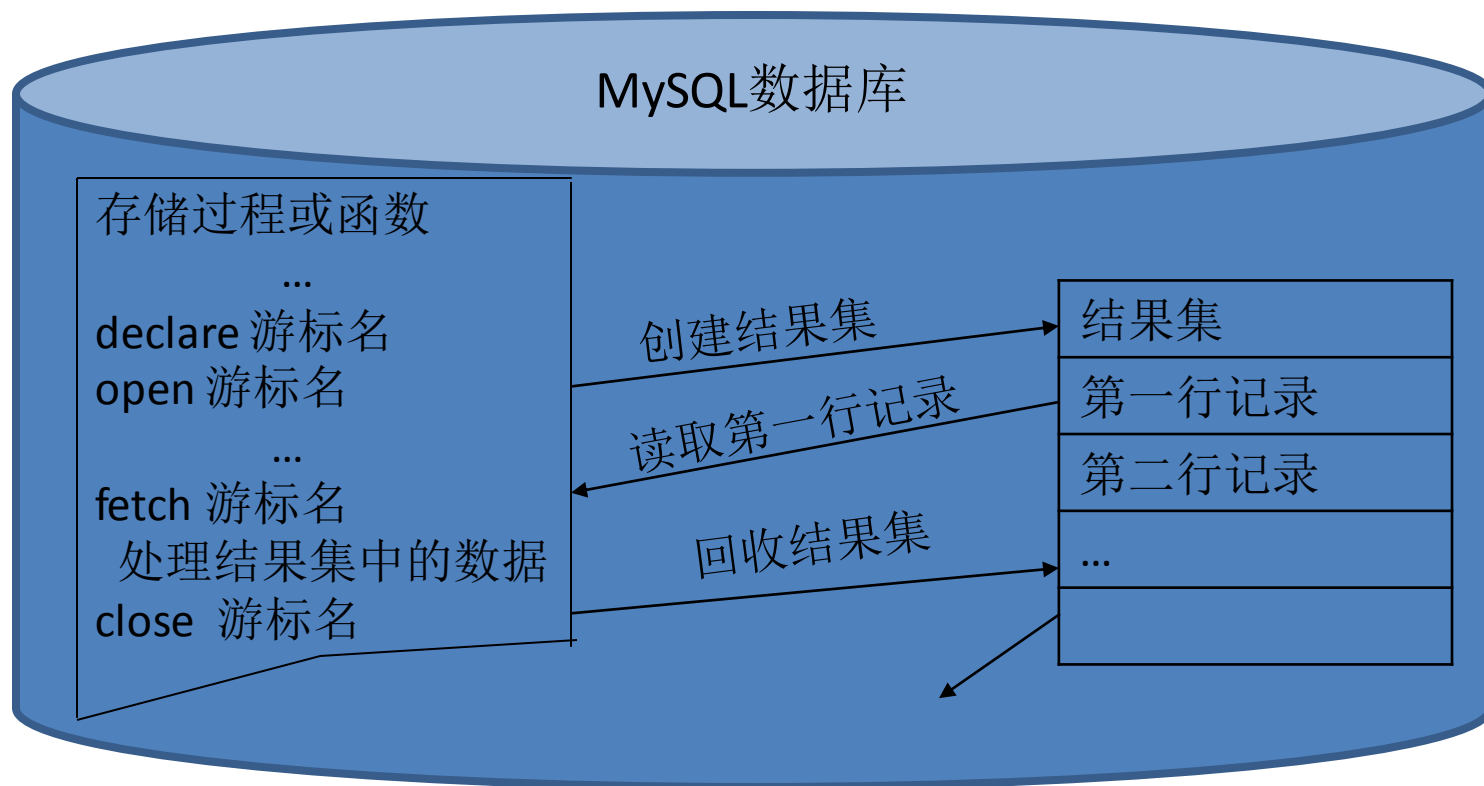 MySQL数据库
存储过程或函数
…
declare 游标名
open 游标名
…
fetch 游标名
处理结果集中的数据
close 游标名
创建结果集
读取第一行记录
回收结果集
结果集
第一行记录
第二行记录
…